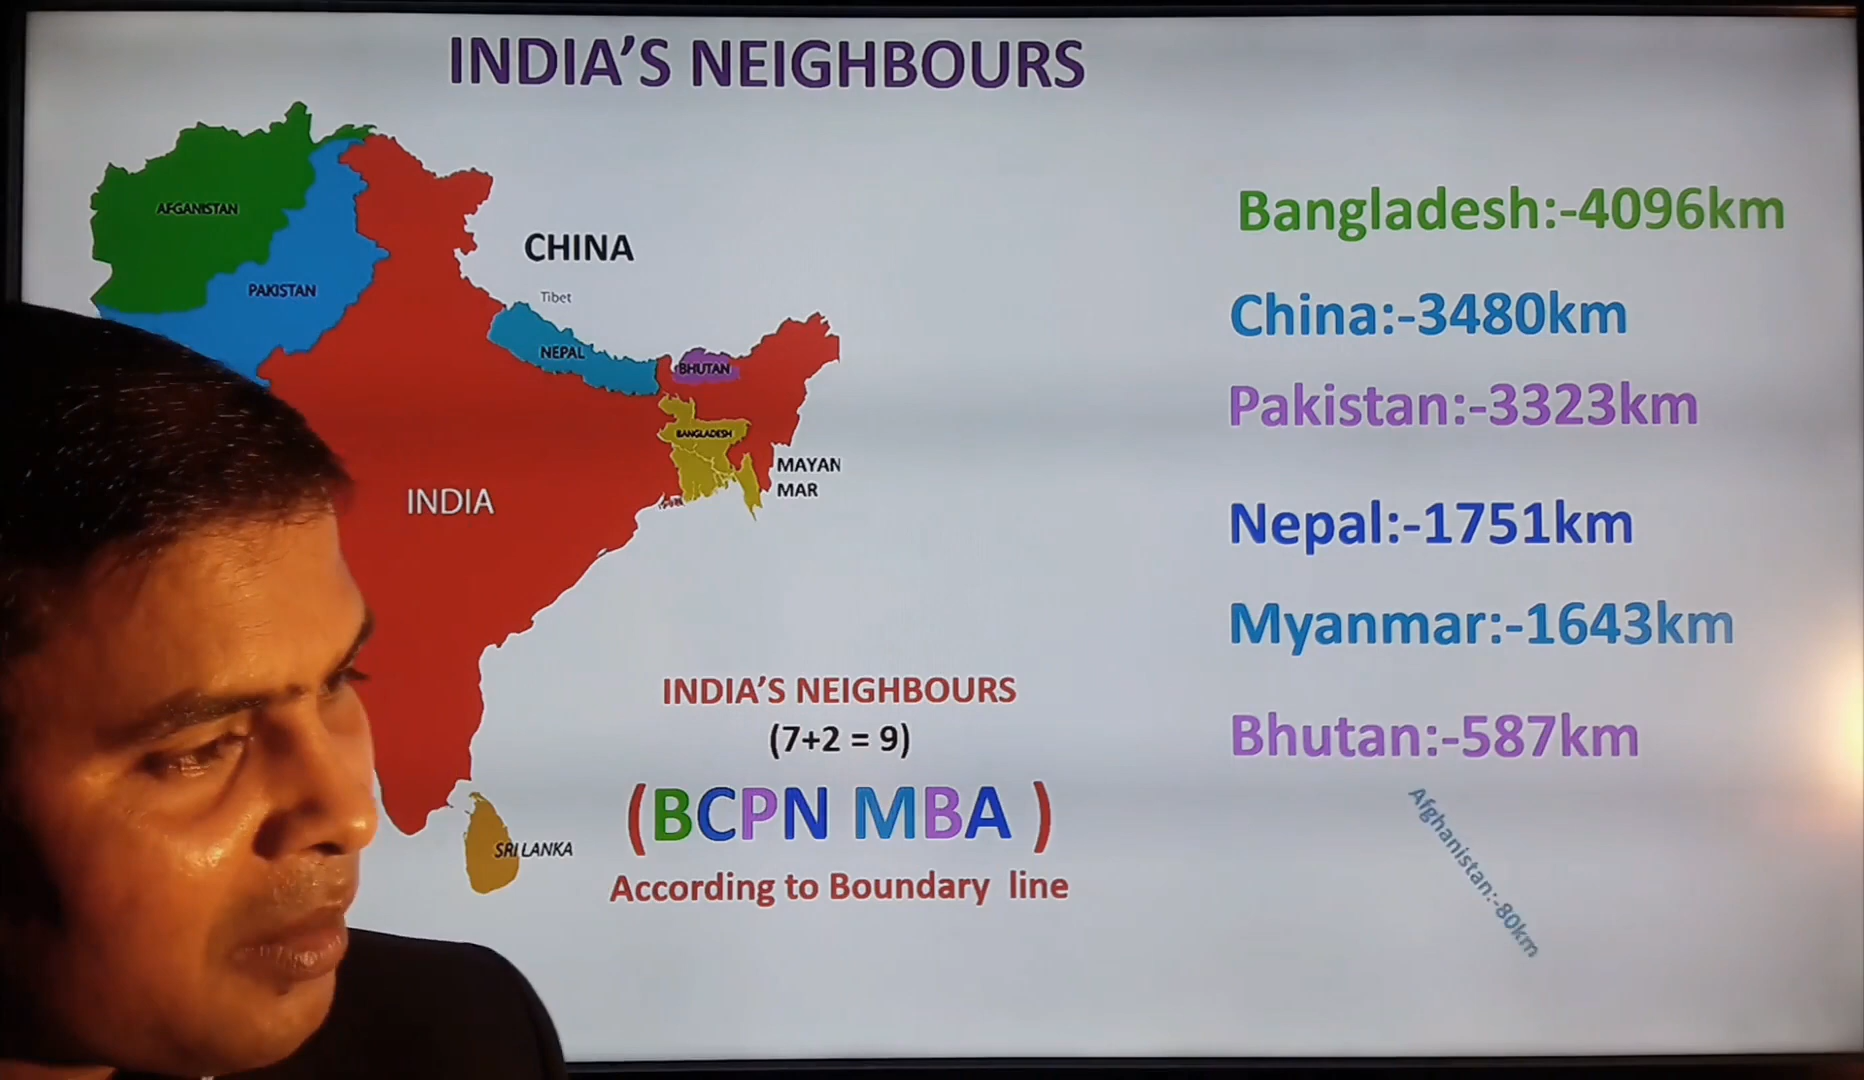 INDIA’S NEIGHBOURS
AFGANISTAN
PAKISTAN
CHINA
Tibet
NEPAL
BHUTAN
BANGLADESH
MAYAN
MAR
INDIA
SRI LANKA
INDIA’S NEIGHBOURS
(7+2 = 9)
(BCPN MBA )
According to Boundary line
Bangladesh:-4096km
China:-3480km
Pakistan:-3323km
Nepal:-1751km
Myanmar:-1643km
Bhutan:-587km
Afghanistan:-80km